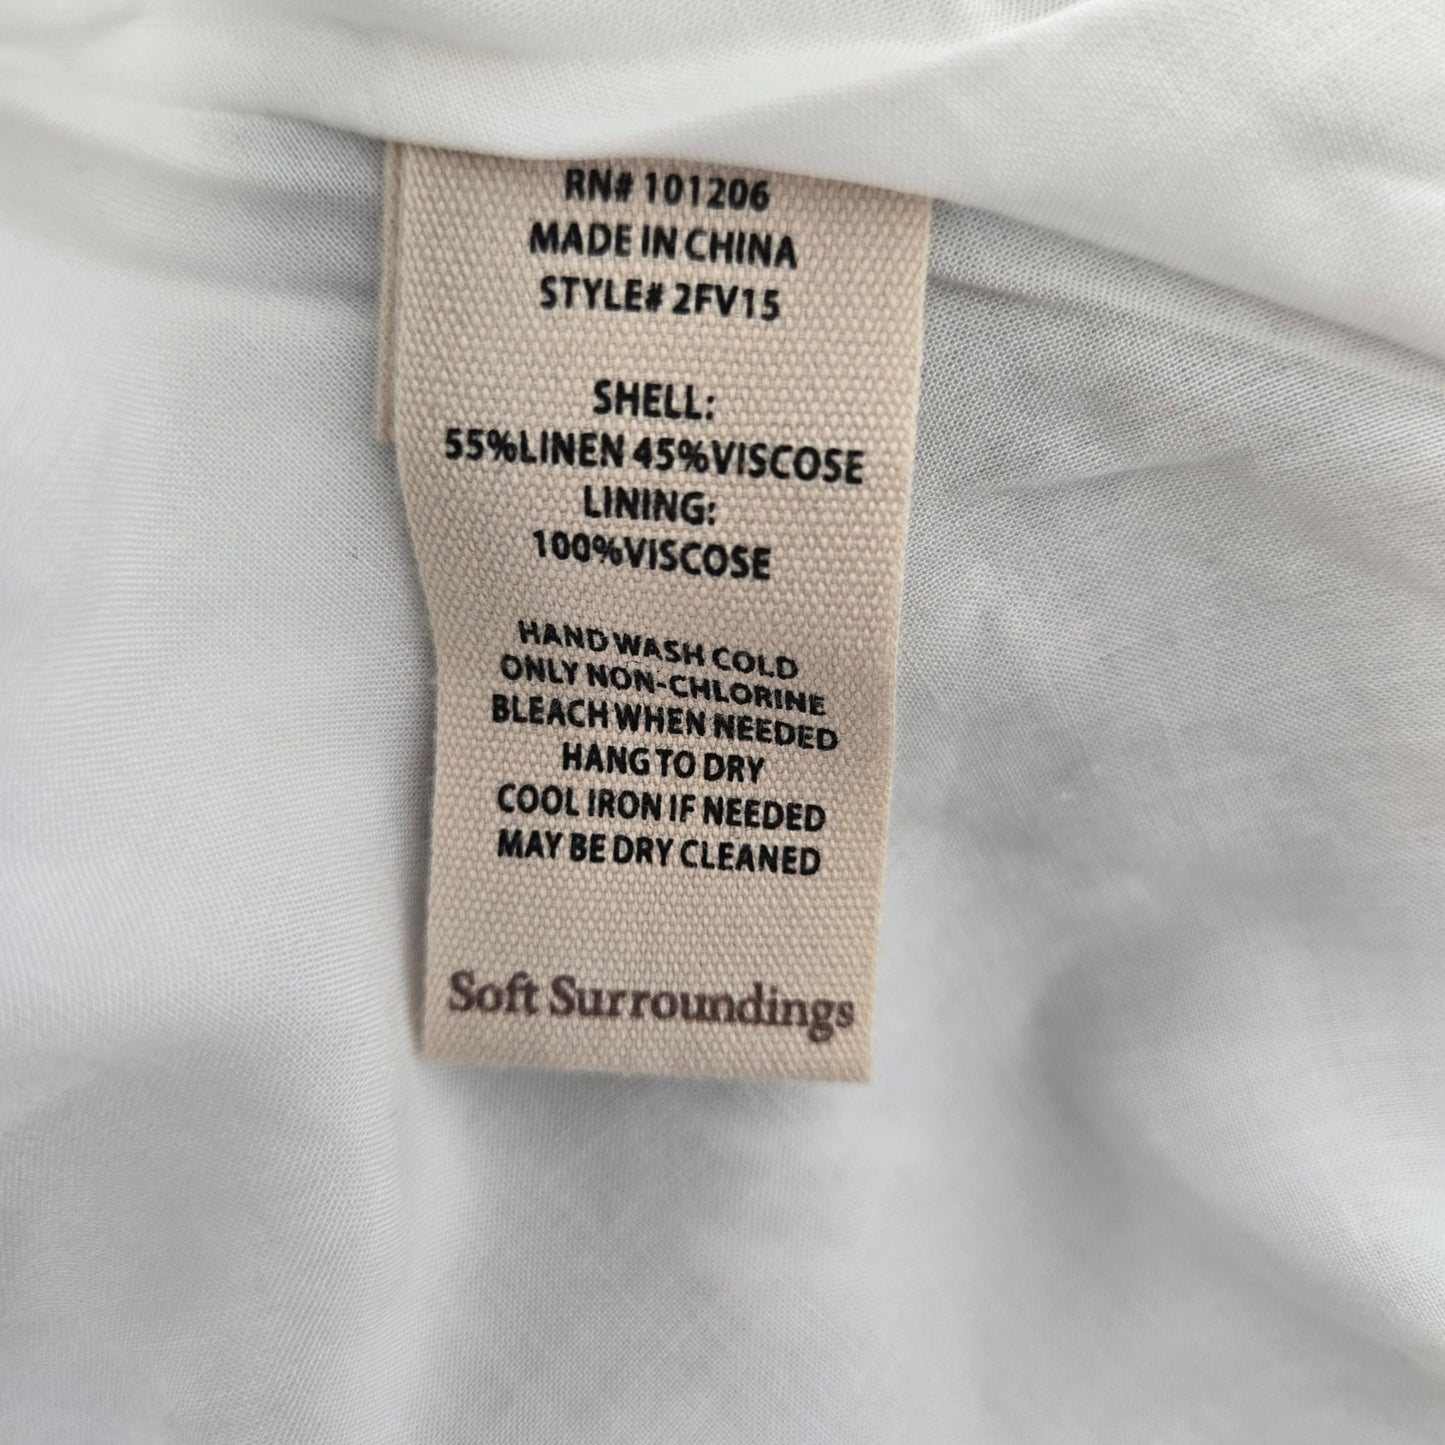 RN# 101206
MADE IN CHINA
STYLE# 2FV15
SHELL:
55%LINEN 45%VISCOSE
LINING:
100%VISCOSE
HAND WASH COLD
ONLY NON-CHLORINE
BLEACH WHEN NEEDED
HANG TO DRY
COOL IRON IF NEEDED
MAY BE DRY CLEANED
Soft Surroundings